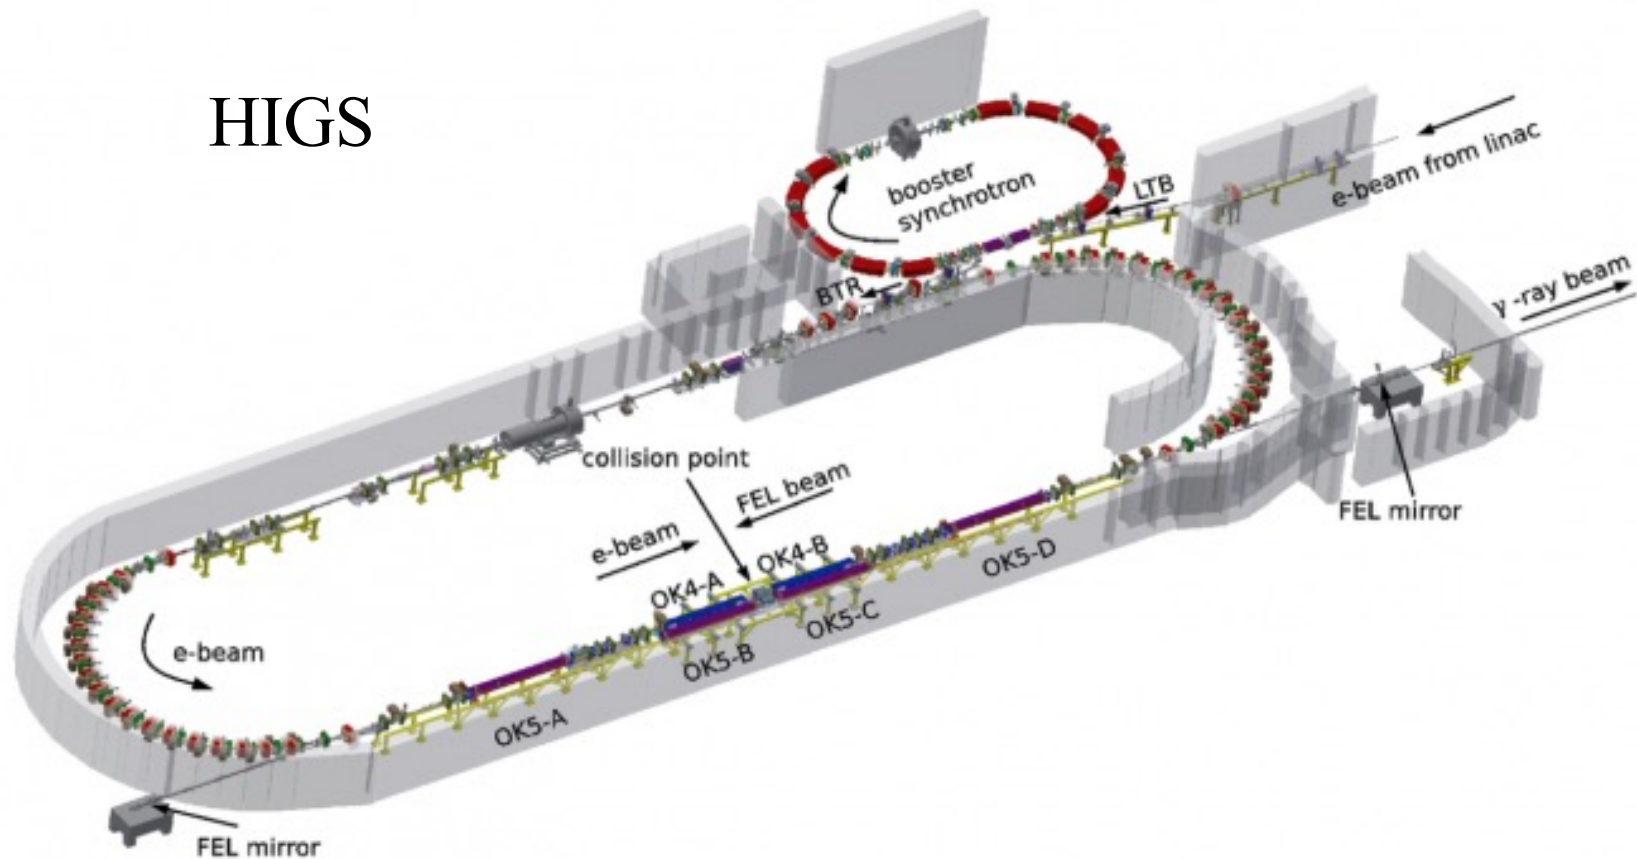 HIGS
booster
synchrotron
LTB
e-beam from linac
BTR
γ -ray beam
collision point
FEL beam
FEL mirror
e-beam
OK4-B
OK4-A
OK5-D
OK5-C
OK5-B
e-beam
OK5-A
FEL mirror